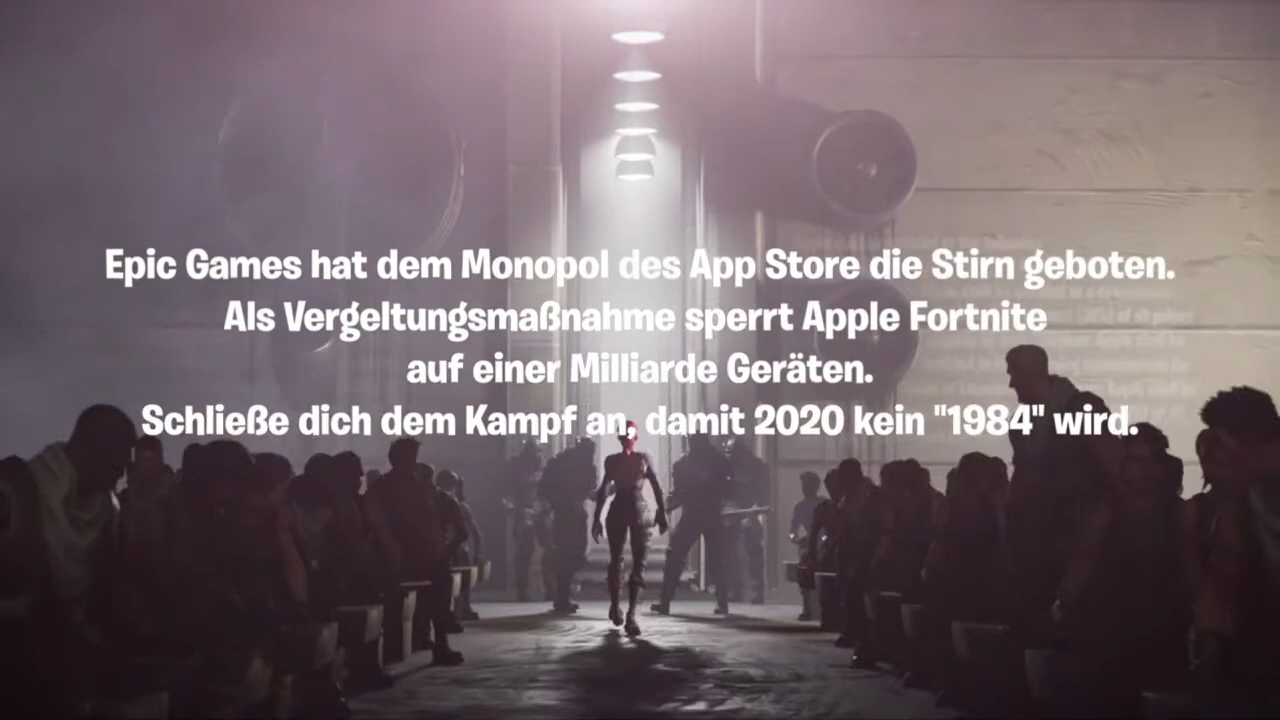 Epic Games hat dem Monopol des App Store die Stirn geboten.
Als Vergeltungsmaßnahme sperrt Apple Fortnite
auf einer Milliarde Geräten.
Schließe dich dem Kampf an, damit 2020 kein "1984" wird.